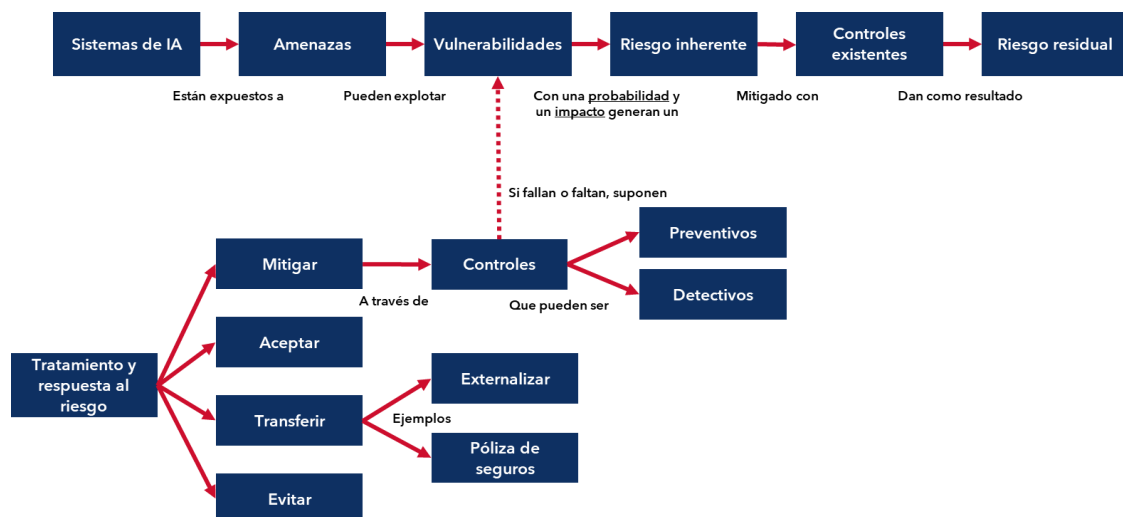 Sistemas de IA
Amenazas
Vulnerabilidades
Riesgo inherente
Controles
existentes
Riesgo residual
Están expuestos a
Pueden explotar
Con una probabilidad y
un impacto generan un
Mitigado con
Dan como resultado
Si fallan o faltan, suponen
Preventivos
Mitigar
Controles
Detectivos
A través de
Que pueden ser
Aceptar
Tratamiento y
respuesta al
riesgo
Externalizar
Transferir
Ejemplos
Póliza de
seguros
Evitar